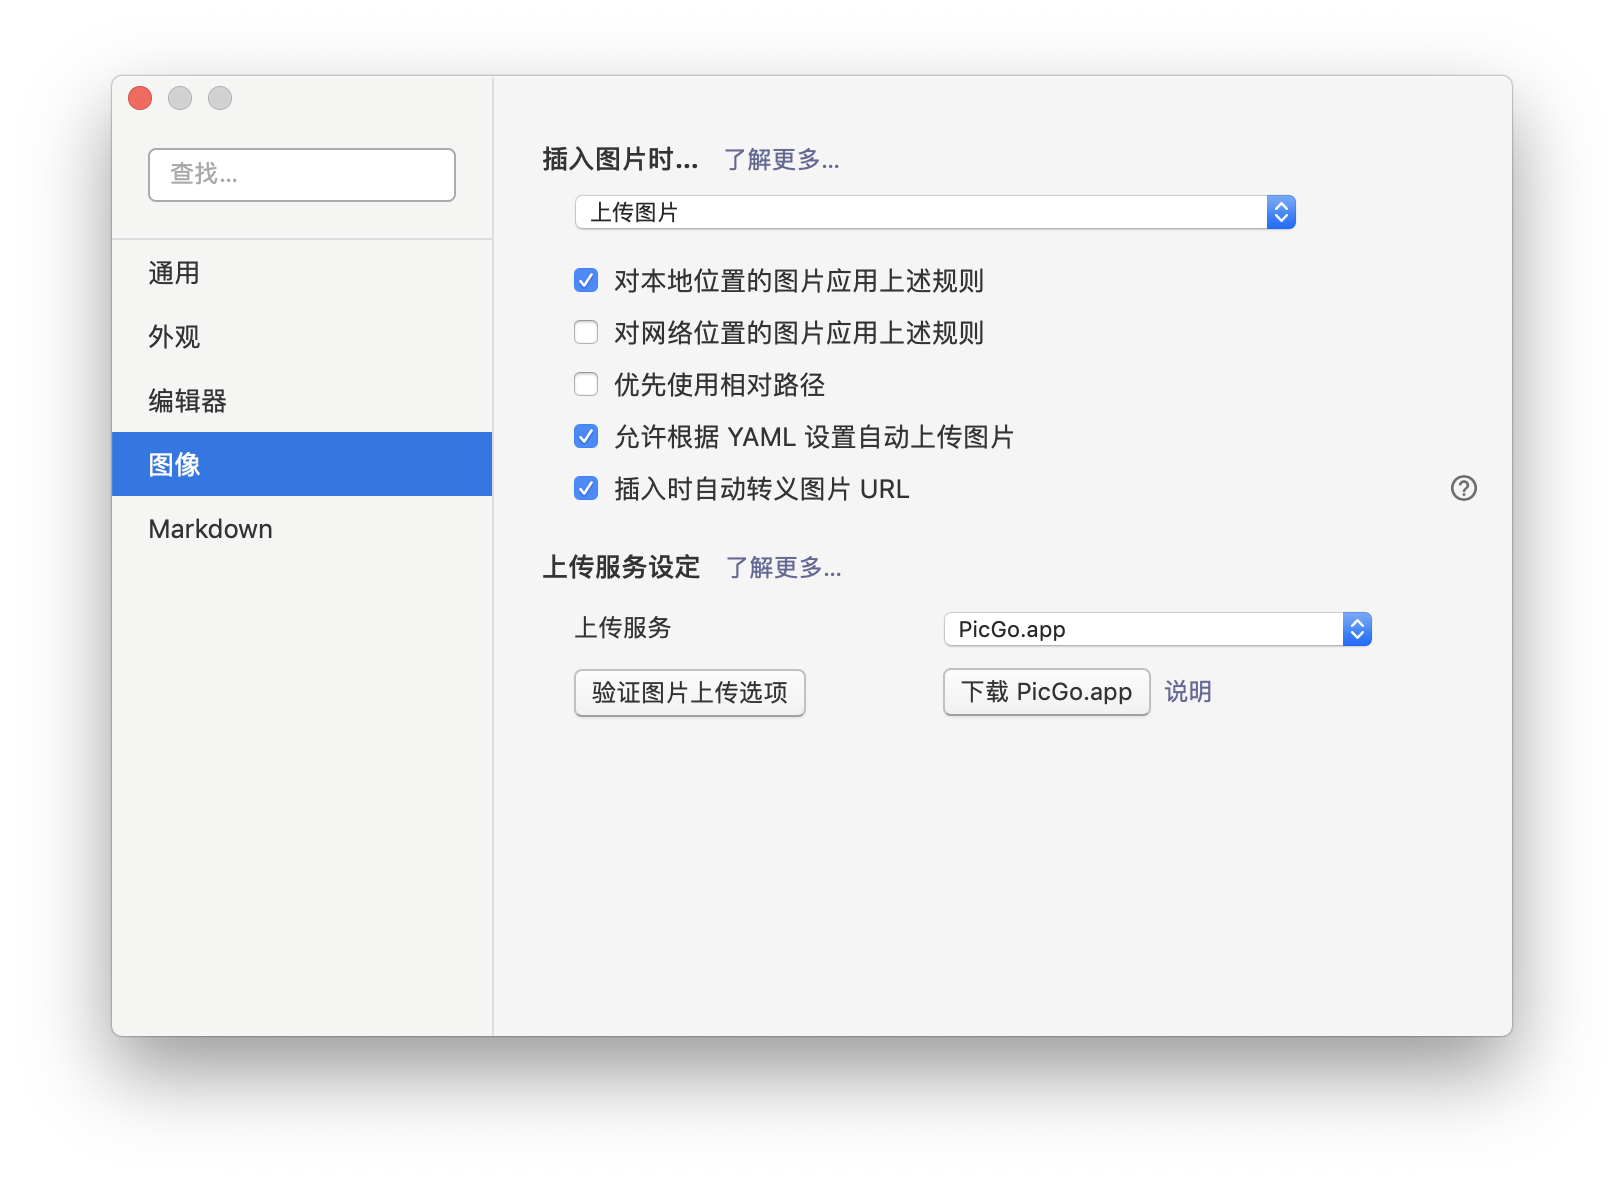 查找...
通用
外观
编辑器
图像
Markdown
插入图片时... 了解更多...
上传图片
对本地位置的图片应用上述规则
对网络位置的图片应用上述规则
优先使用相对路径
允许根据 YAML 设置自动上传图片
插入时自动转义图片 URL
上传服务设定 了解更多...
上传服务 PicGo.app
验证图片上传选项 下载 PicGo.app 说明